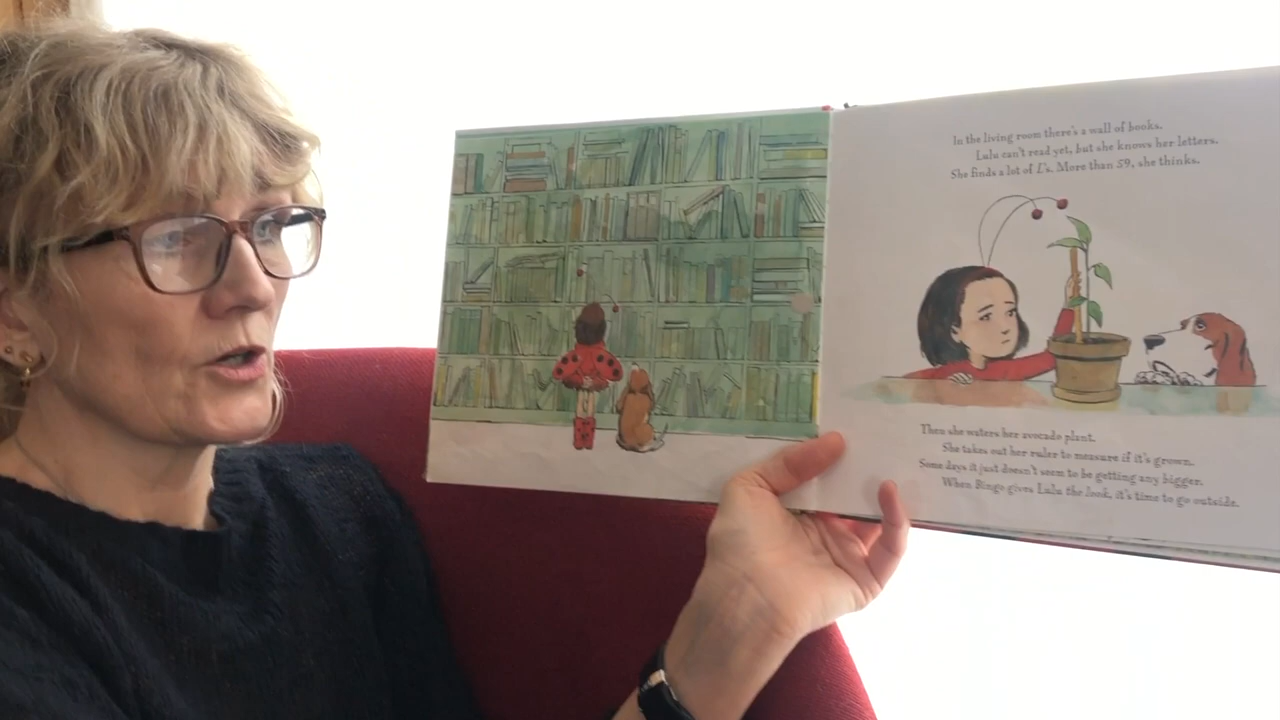 In the living room there's a wall of books.
Lulu can't read yet, but she knows her letters.
She finds a lot of L's. More than 59, she thinks.
Then she waters her avocado plant.
She takes out her ruler to measure if it's grown.
Some days it just doesn't seem to be getting any bigger.
When Bingo gives Lulu the look, it's time to go outside.